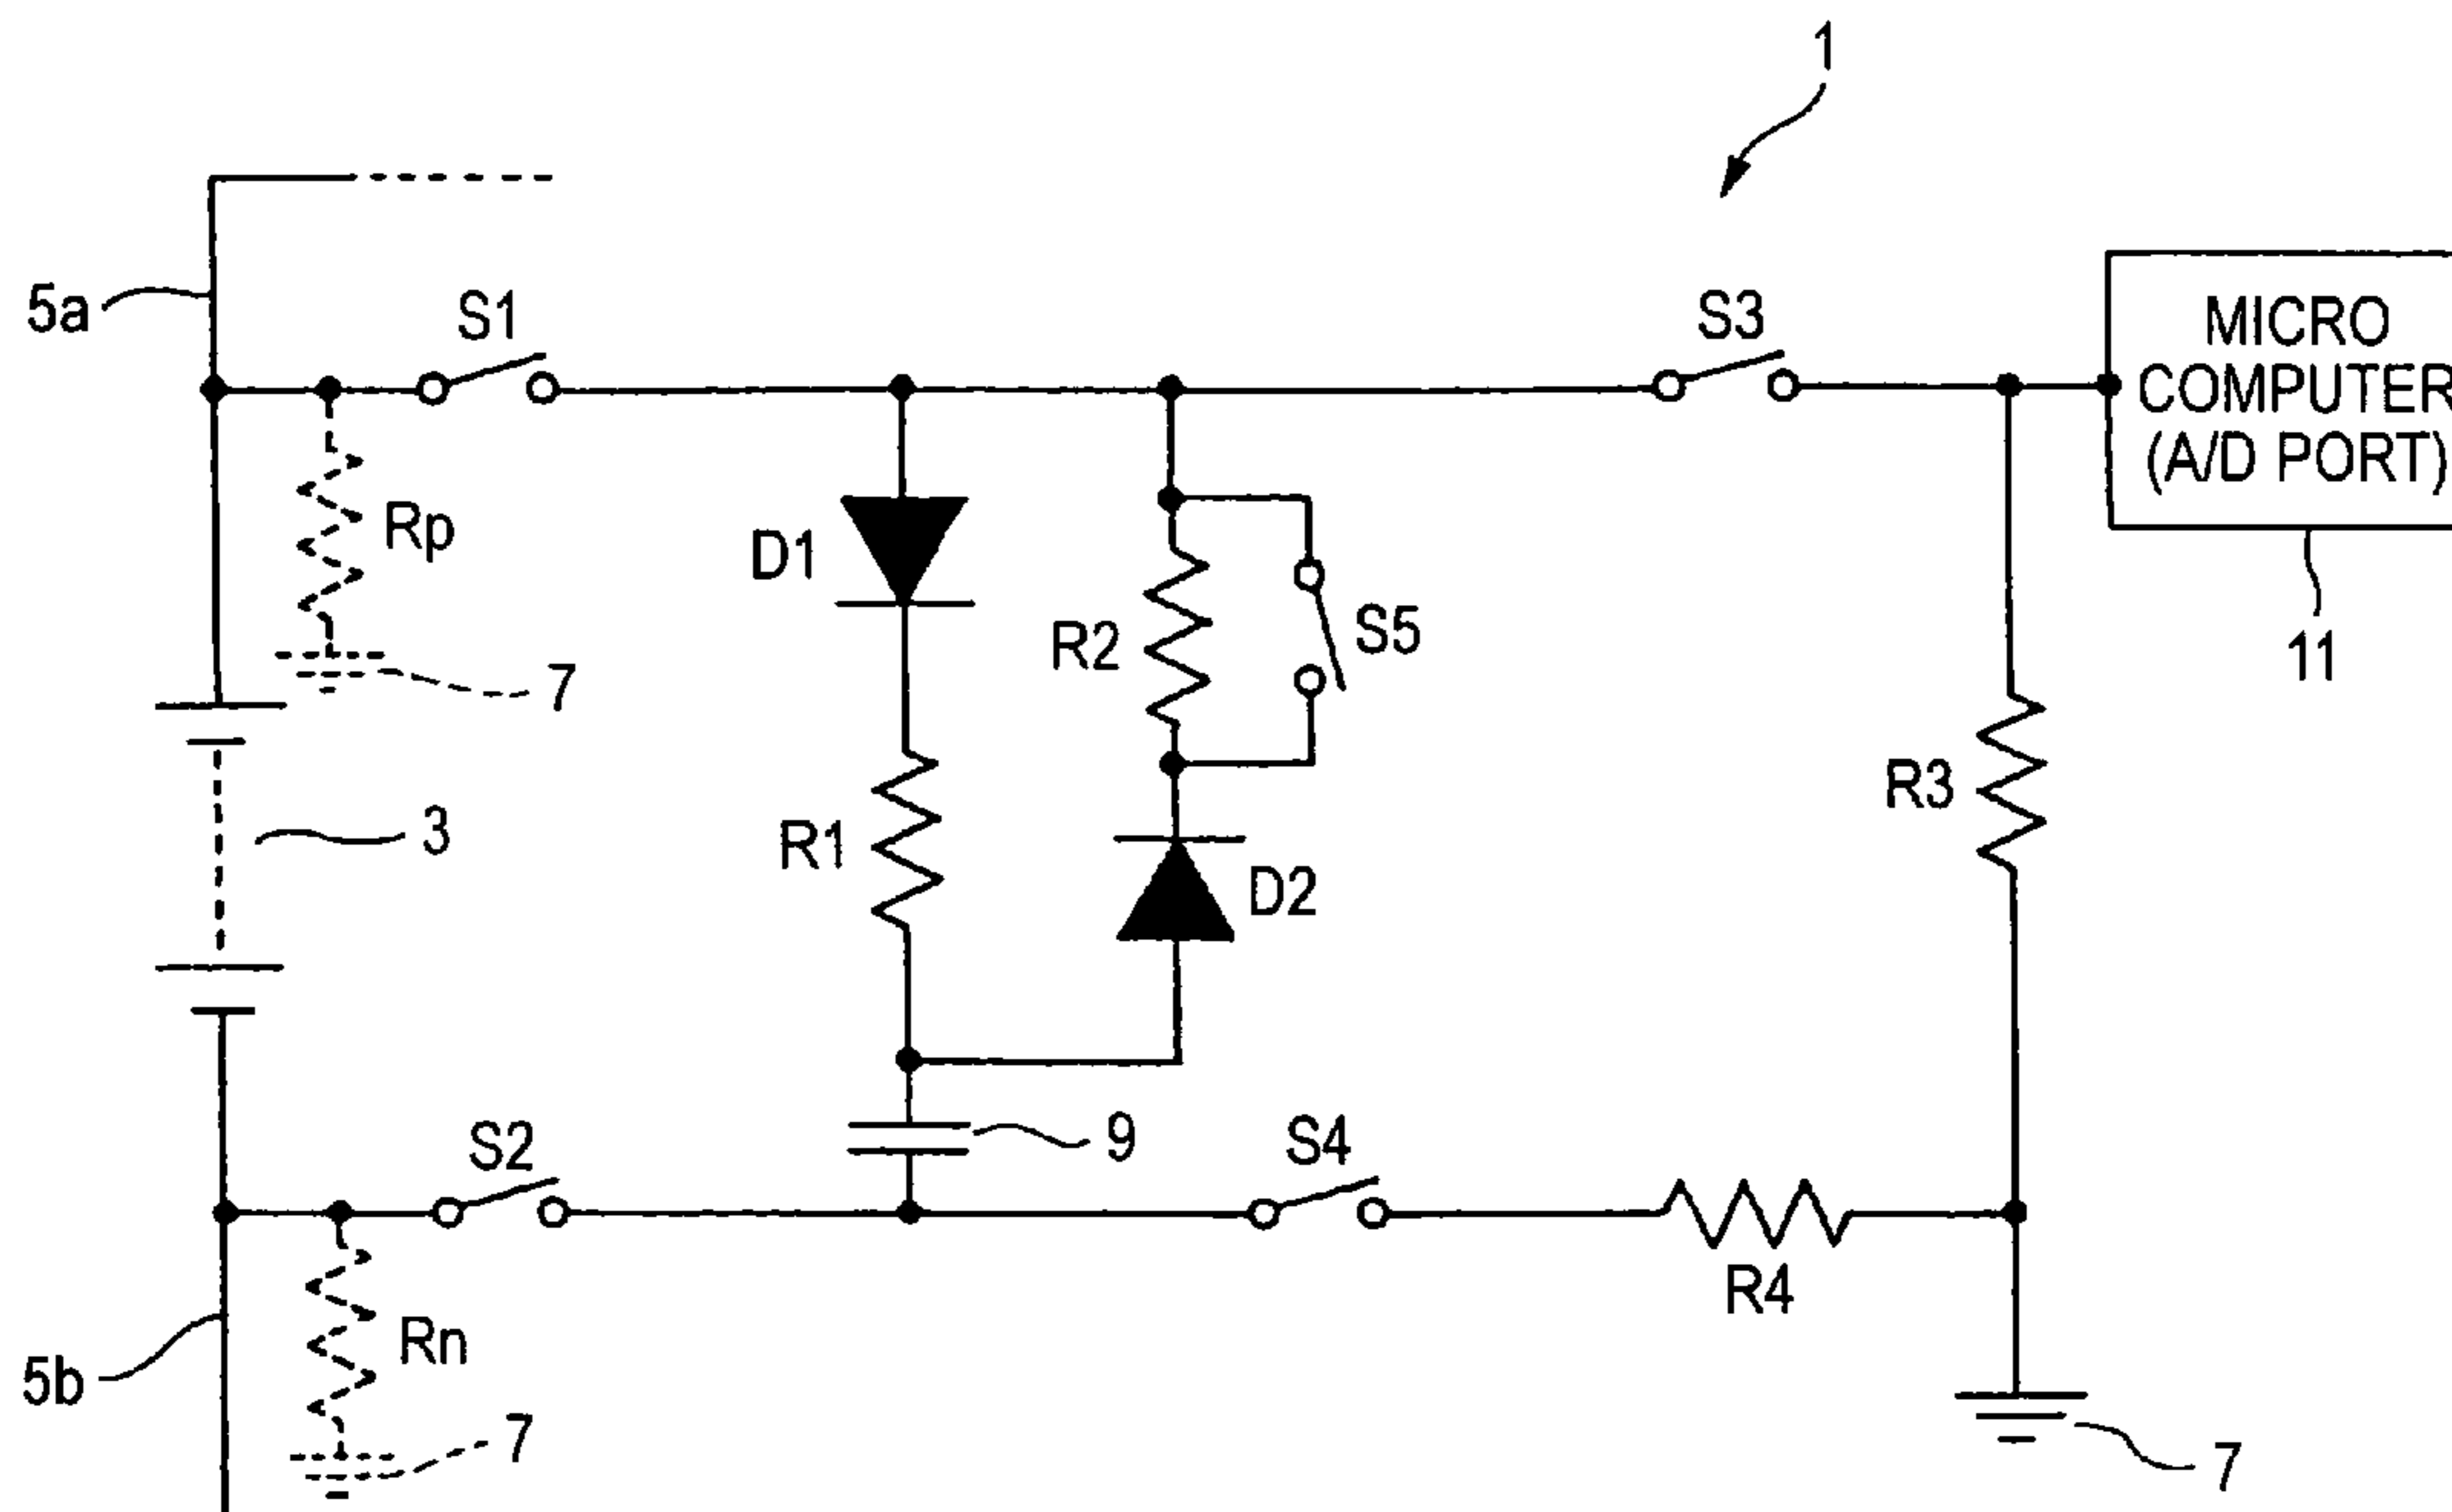 1
5a
S1
S3
MICRO
COMPUTER
(A/D PORT)
Rp
D1
7
R2
S5
11
3
R1
R3
D2
S2
9
S4
R4
5b
Rn
7
7